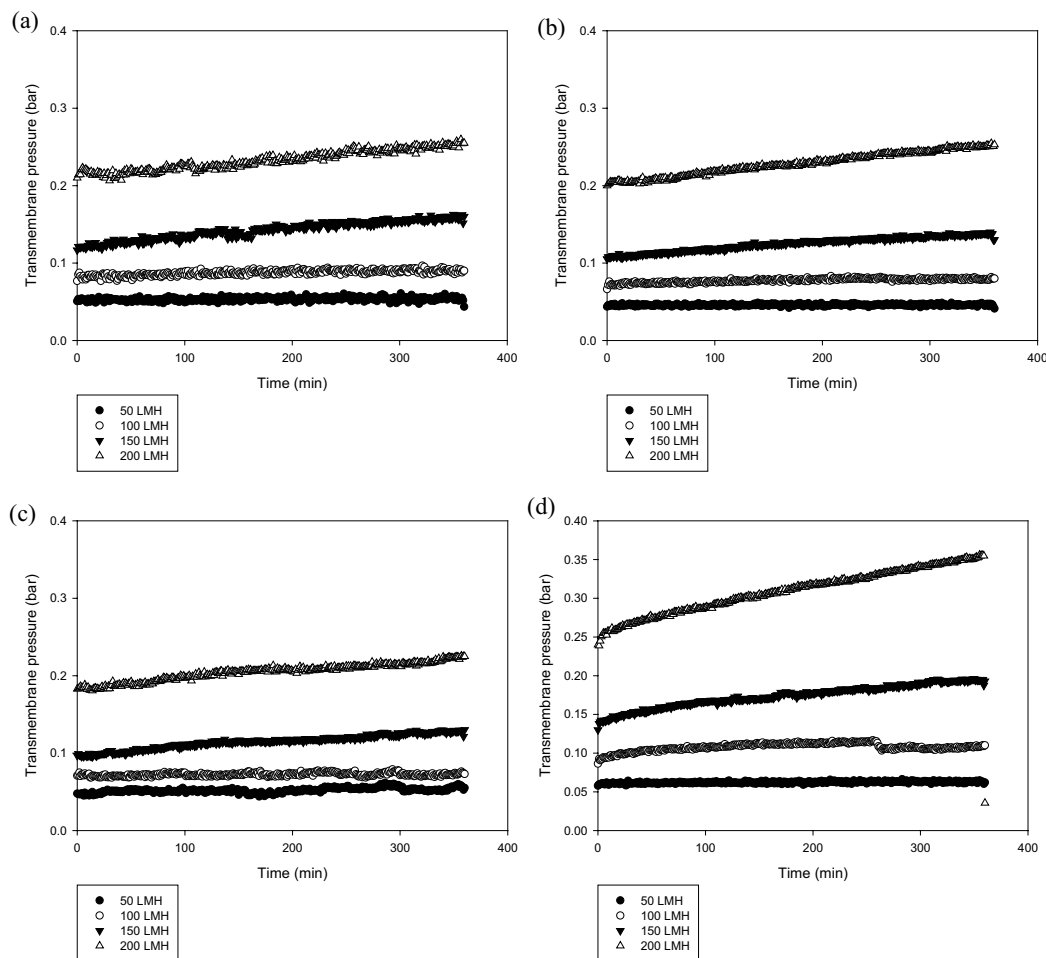 (a)
Transmembrane pressure (bar)
0.4
0.3
0.2
0.1
0.0
0 100 200 300 400
Time (min)
50 LMH
100 LMH
150 LMH
200 LMH
(b)
Transmembrane pressure (bar)
0.4
0.3
0.2
0.1
0.0
0 100 200 300 400
Time (min)
50 LMH
100 LMH
150 LMH
200 LMH
(c)
Transmembrane pressure (bar)
0.4
0.3
0.2
0.1
0.0
0 100 200 300 400
Time (min)
50 LMH
100 LMH
150 LMH
200 LMH
(d)
Transmembrane pressure (bar)
0.40
0.35
0.30
0.25
0.20
0.15
0.10
0.05
0.00
0 100 200 300 400
Time (min)
50 LMH
100 LMH
150 LMH
200 LMH